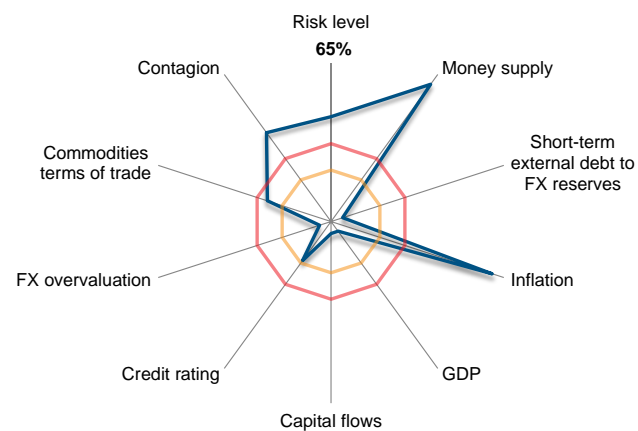 Risk level
65%
Contagion
Money supply
Commodities
terms of trade
Short-term
external debt to
FX reserves
FX overvaluation
Inflation
Credit rating
GDP
Capital flows